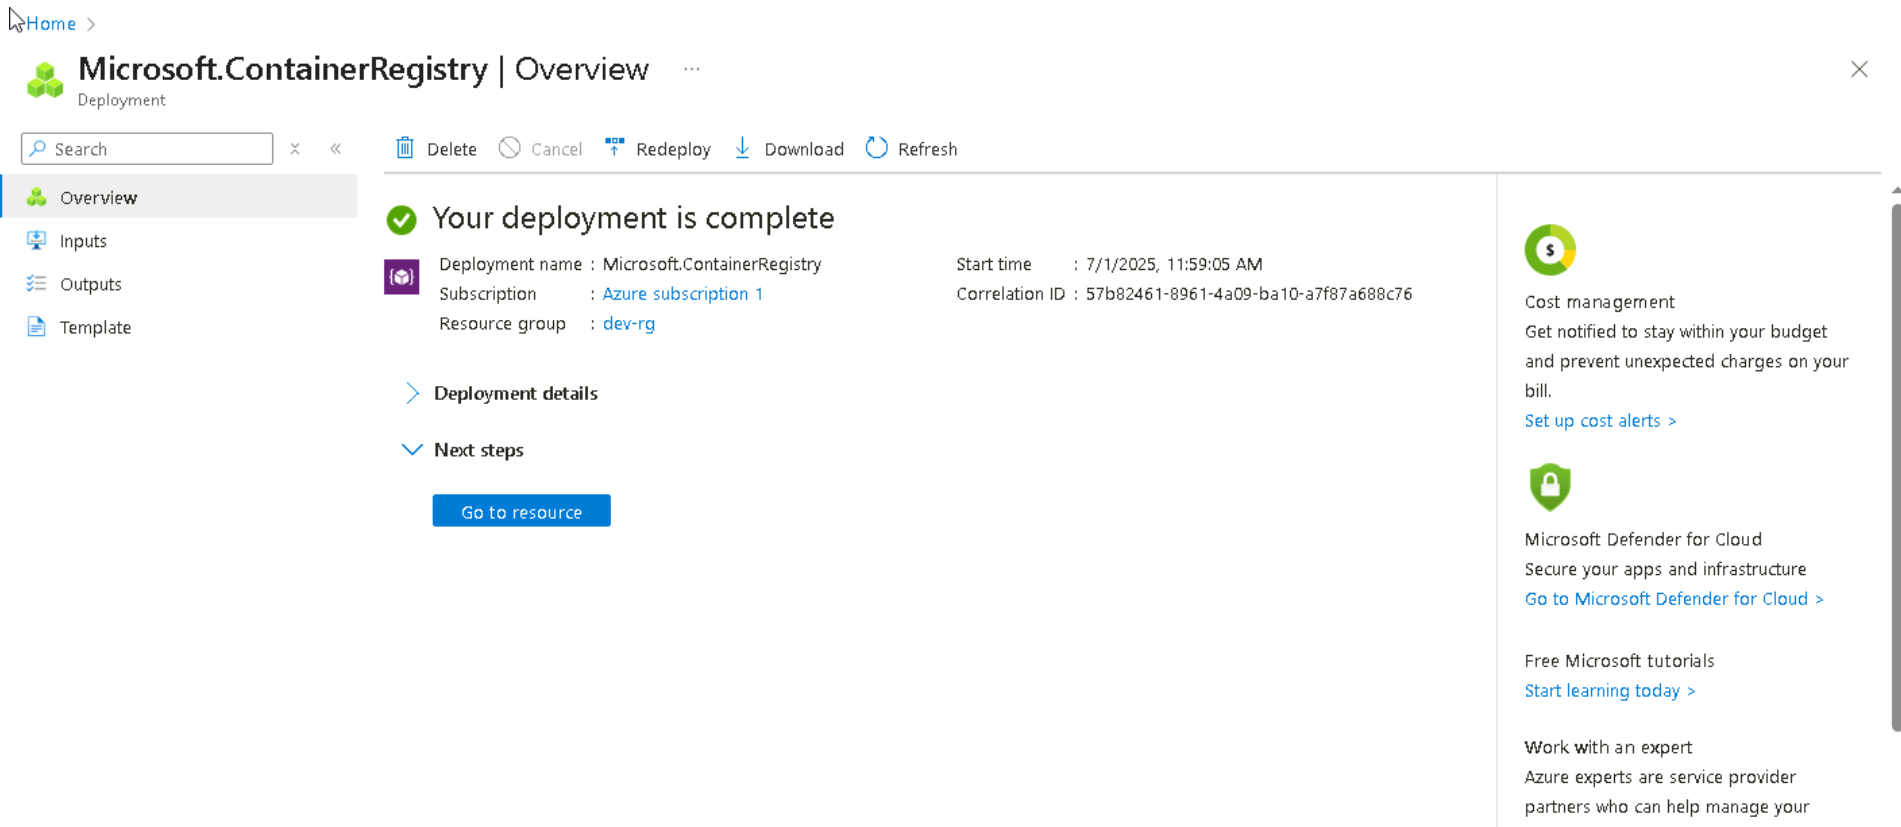 Home >
Microsoft.ContainerRegistry | Overview ...
Deployment
Search
Overview
Inputs
Outputs
Template
Delete
Cancel
Redeploy
Download
Refresh
Your deployment is complete
Deployment name : Microsoft.ContainerRegistry
Subscription : Azure subscription 1
Resource group : dev-rg
Start time : 7/1/2025, 11:59:05 AM
Correlation ID : 57b82461-8961-4a09-ba10-a7f87a688c76
Deployment details
Next steps
Go to resource
$
Cost management
Get notified to stay within your budget
and prevent unexpected charges on your
bill.
Set up cost alerts >
Microsoft Defender for Cloud
Secure your apps and infrastructure
Go to Microsoft Defender for Cloud >
Free Microsoft tutorials
Start learning today >
Work with an expert
Azure experts are service provider
partners who can help manage your